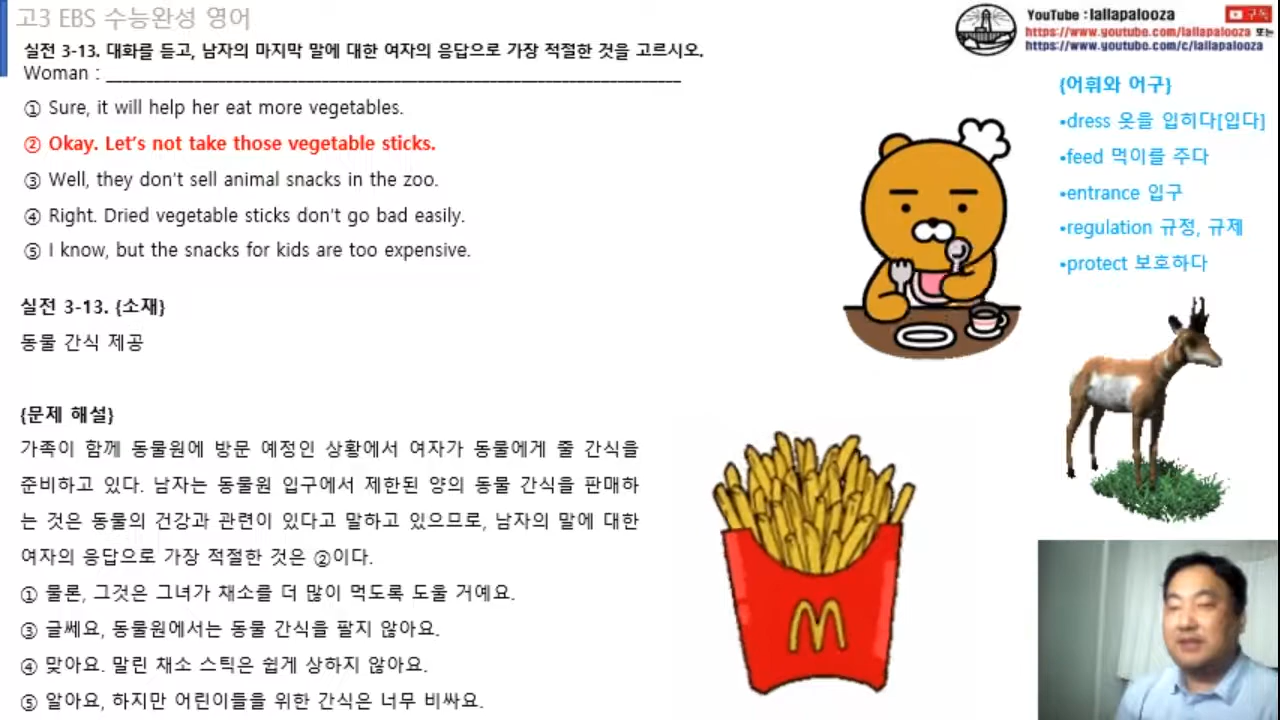 고3 EBS 수능완성 영어
YouTube : lallapalooza
구독
https://www.youtube.com/lallapalooza 또는
https://www.youtube.com/c/lallapalooza
실전 3-13. 대화를 듣고, 남자의 마지막 말에 대한 여자의 응답으로 가장 적절한 것을 고르시오.
Woman : ______________________________________________________________
① Sure, it will help her eat more vegetables.
② Okay. Let's not take those vegetable sticks.
③ Well, they don't sell animal snacks in the zoo.
④ Right. Dried vegetable sticks don't go bad easily.
⑤ I know, but the snacks for kids are too expensive.
{어휘와 어구}
•dress 옷을 입히다[입다]
•feed 먹이를 주다
•entrance 입구
•regulation 규정, 규제
•protect 보호하다
실전 3-13. {소재}
동물 간식 제공
{문제 해설}
가족이 함께 동물원에 방문 예정인 상황에서 여자가 동물에게 줄 간식을
준비하고 있다. 남자는 동물원 입구에서 제한된 양의 동물 간식을 판매하
는 것은 동물의 건강과 관련이 있다고 말하고 있으므로, 남자의 말에 대한
여자의 응답으로 가장 적절한 것은 ②이다.
① 물론, 그것은 그녀가 채소를 더 많이 먹도록 도울 거예요.
③ 글쎄요, 동물원에서는 동물 간식을 팔지 않아요.
④ 맞아요. 말린 채소 스틱은 쉽게 상하지 않아요.
⑤ 알아요, 하지만 어린이들을 위한 간식은 너무 비싸요.
M